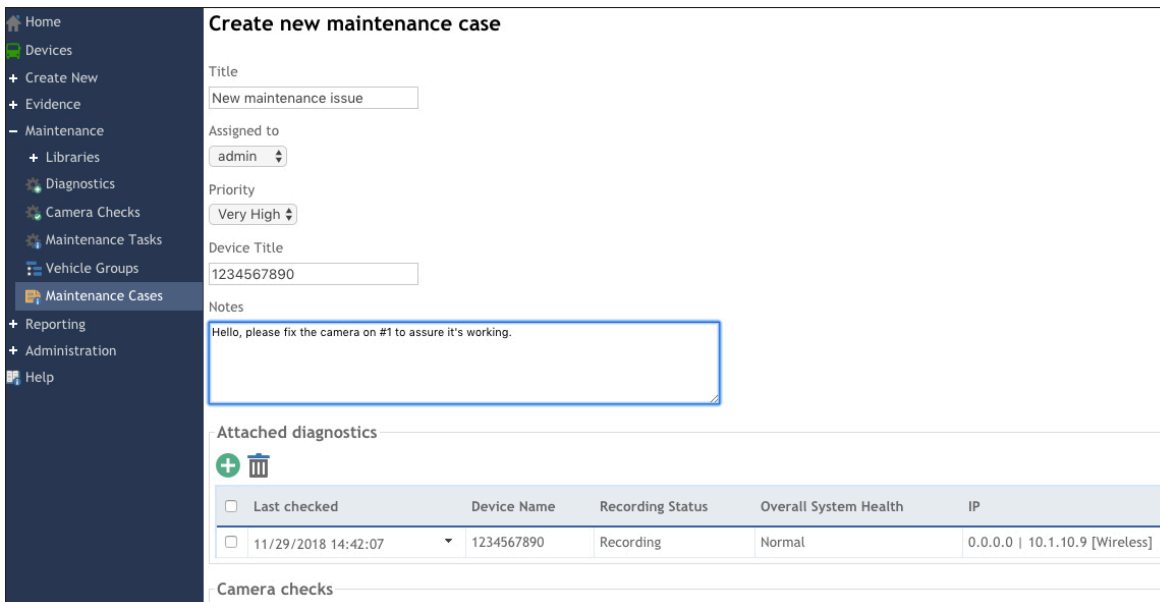 Home
Devices
+ Create New
+ Evidence
– Maintenance
+ Libraries
Diagnostics
Camera Checks
Maintenance Tasks
Vehicle Groups
Maintenance Cases
+ Reporting
+ Administration
Help
Create new maintenance case
Title
New maintenance issue
Assigned to
admin
Priority
Very High
Device Title
1234567890
Notes
Hello, please fix the camera on #1 to assure it's working.
Attached diagnostics
Last checked Device Name Recording Status Overall System Health IP
11/29/2018 14:42:07 1234567890 Recording Normal 0.0.0.0 | 10.1.10.9 [Wireless]
Camera checks